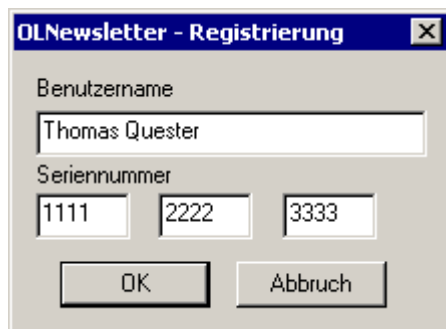 OLNewsletter - Registrierung
Benutzername
Thomas Quester
Seriennummer
1111 2222 3333
OK Abbruch